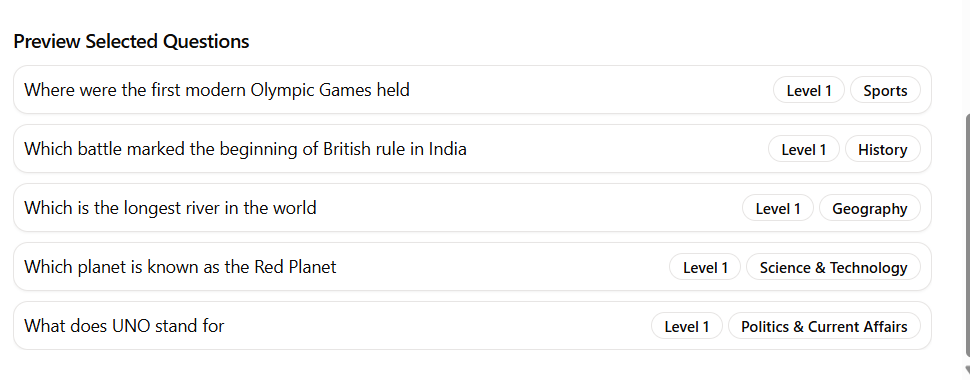 Preview Selected Questions
Where were the first modern Olympic Games held Level 1 Sports
Which battle marked the beginning of British rule in India Level 1 History
Which is the longest river in the world Level 1 Geography
Which planet is known as the Red Planet Level 1 Science & Technology
What does UNO stand for Level 1 Politics & Current Affairs